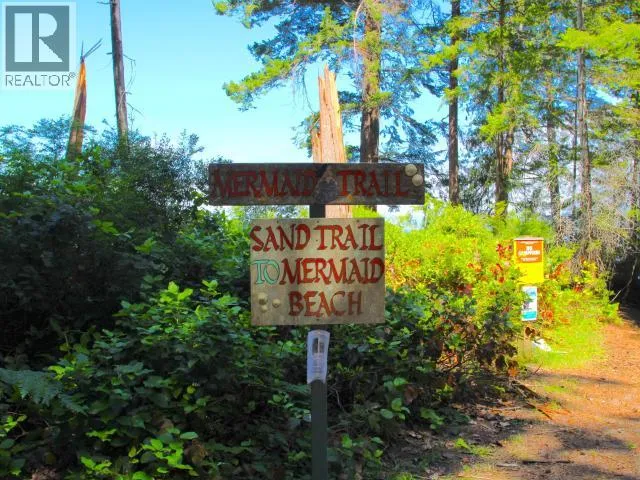 R
REALTOR®
MERMAID TRAIL
SAND TRAIL
TO MERMAID
BEACH